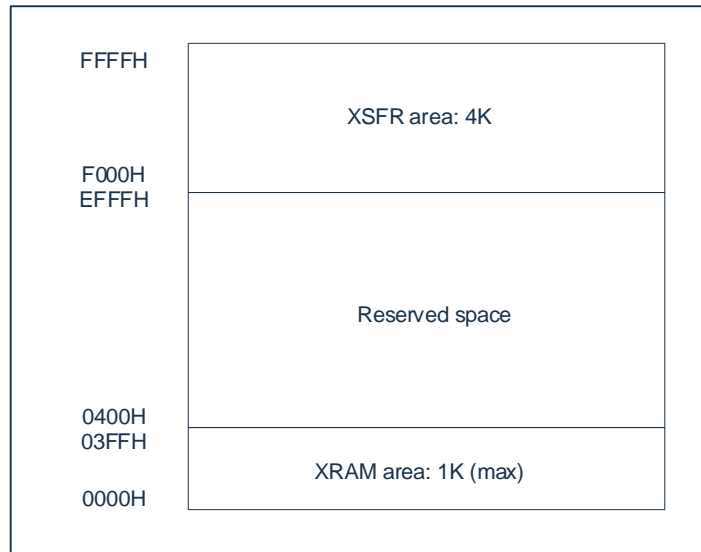 FFFFH
XSFR area: 4K
F000H
EFFFH
Reserved space
0400H
03FFH
XRAM area: 1K (max)
0000H